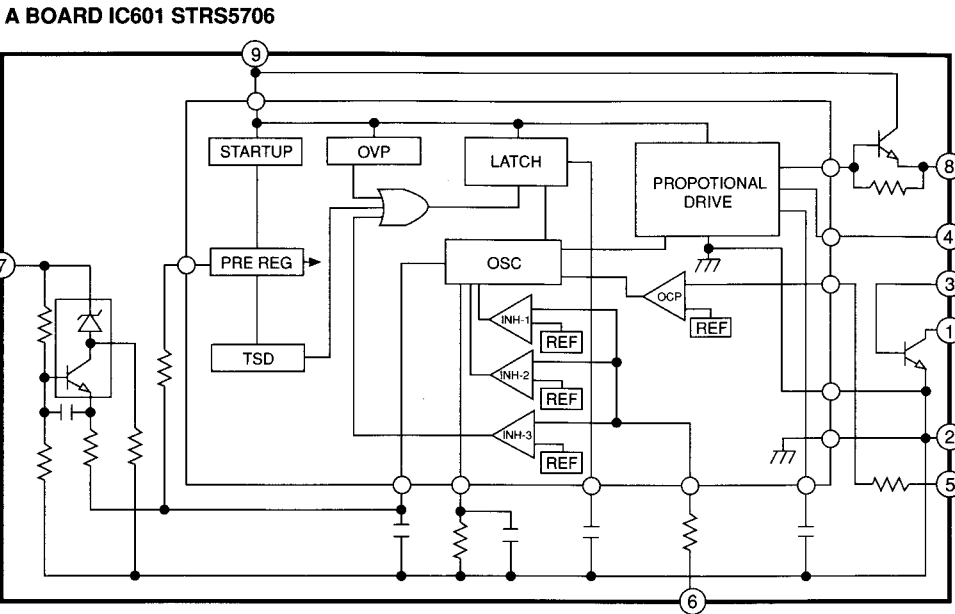 A BOARD IC601 STRS5706
9
STARTUP
OVP
LATCH
PROPOTIONAL
DRIVE
8
4
7
PRE REG
OSC
OCP
REF
3
INH-1
REF
1
TSD
INH-2
REF
INH-3
REF
2
5
6